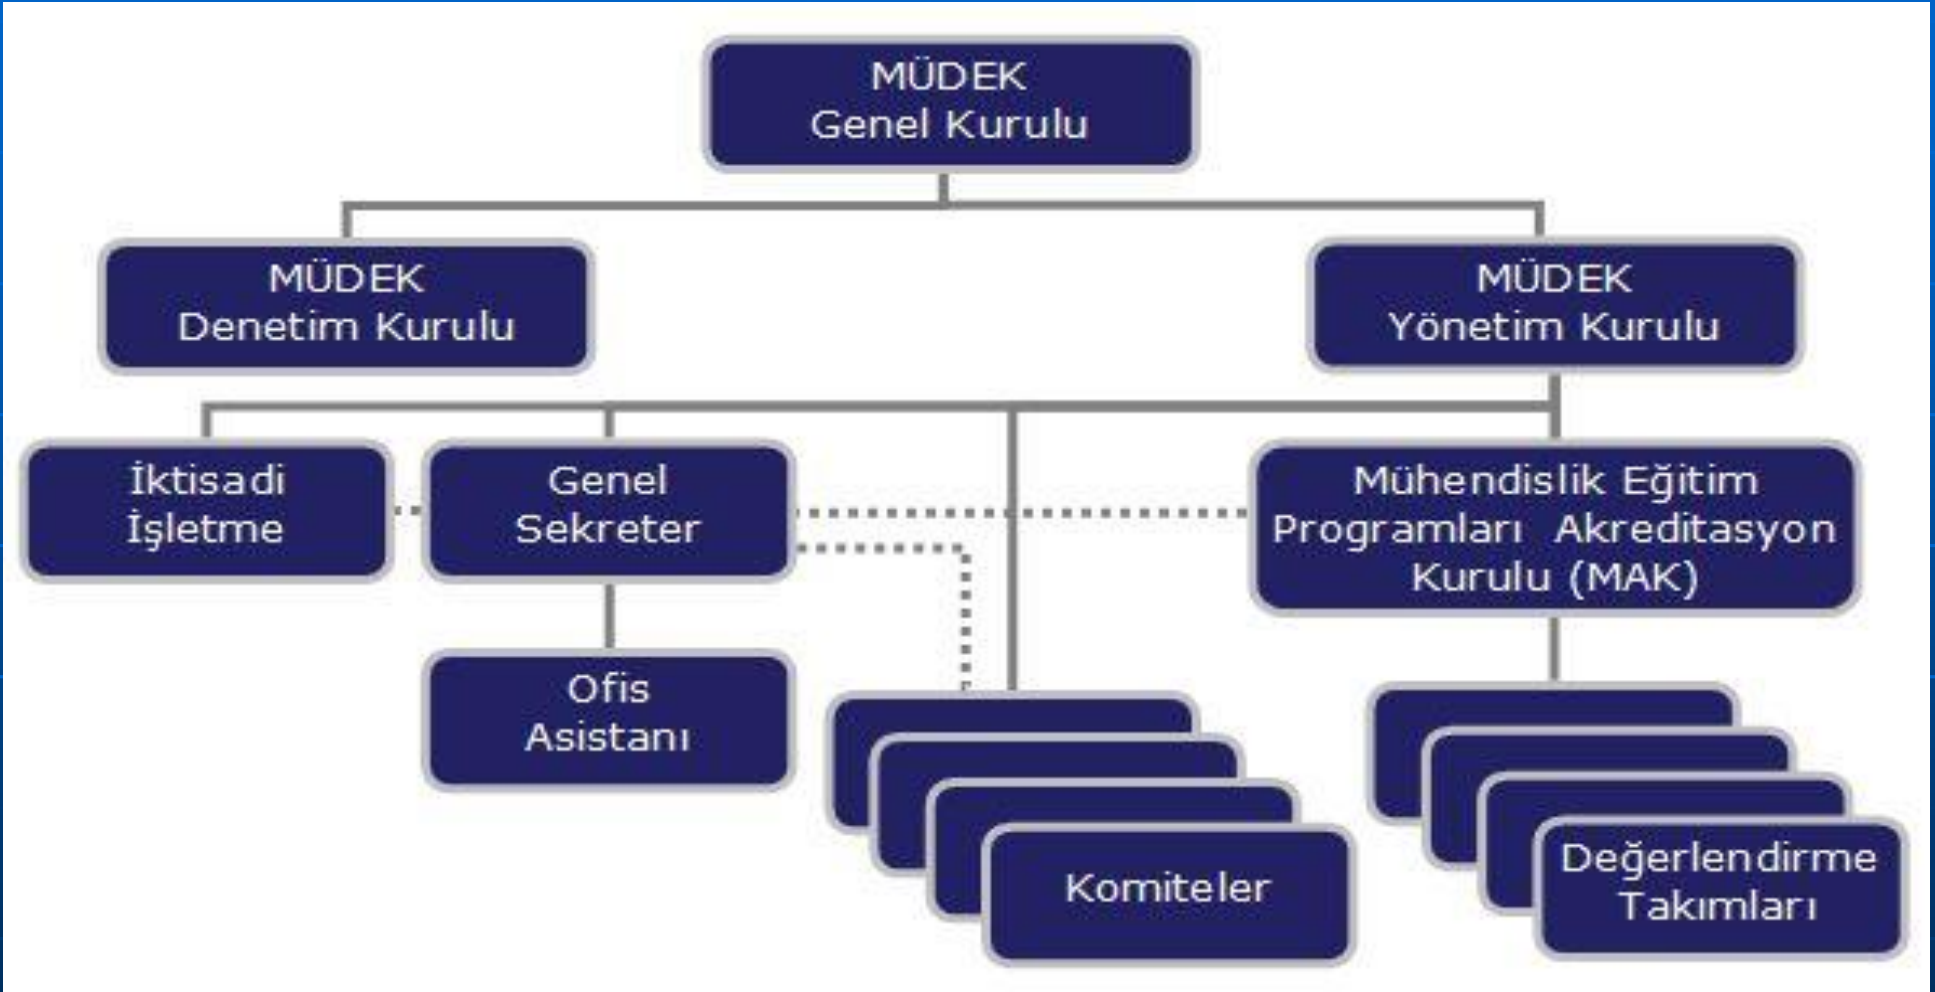 MÜDEK
Genel Kurulu
MÜDEK
Denetim Kurulu
MÜDEK
Yönetim Kurulu
İktisadi
İşletme
Genel
Sekreter
Mühendislik Eğitim
Programları Akreditasyon
Kurulu (MAK)
Ofis
Asistanı
Komiteler
Değerlendirme
Takımları